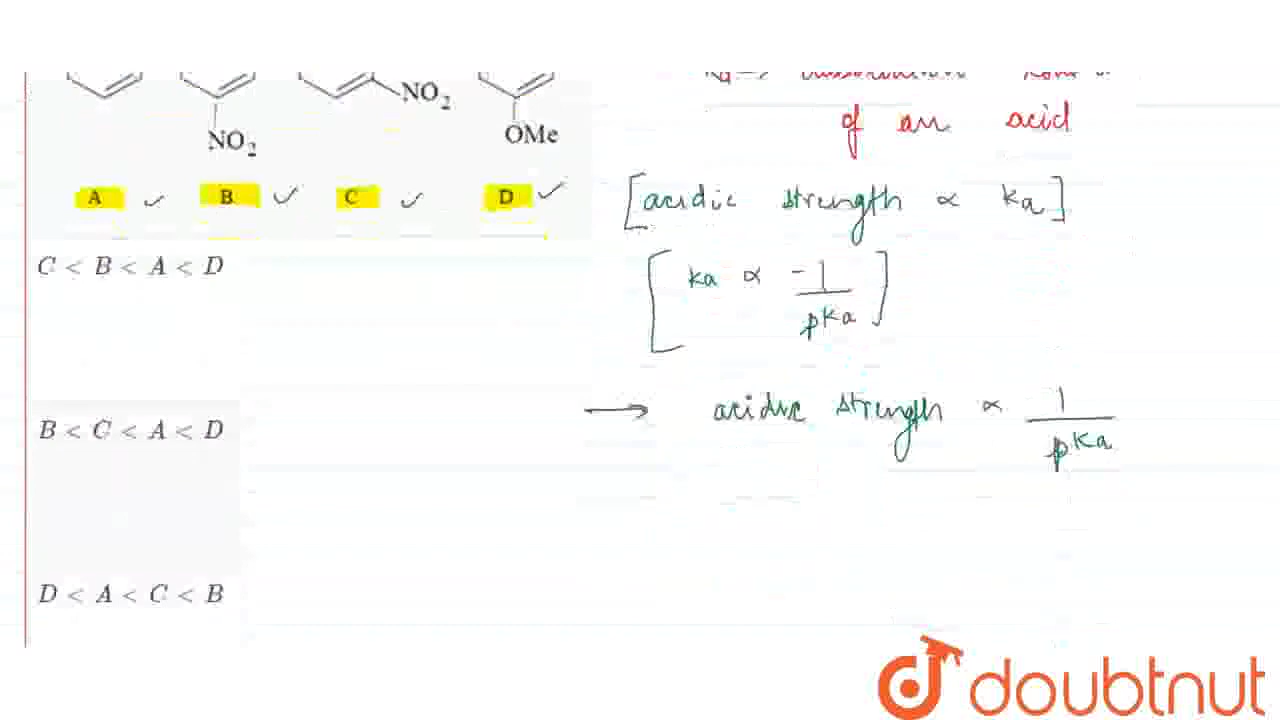 NO2
NO2
OMe
A B C D
C < B < A < D
B < C < A < D
D < A < C < B
of an acid
[acidic strength ∝ Ka]
[Ka ∝ -1
pKa]
→ acidic strength ∝ 1
pKa
doubtnut